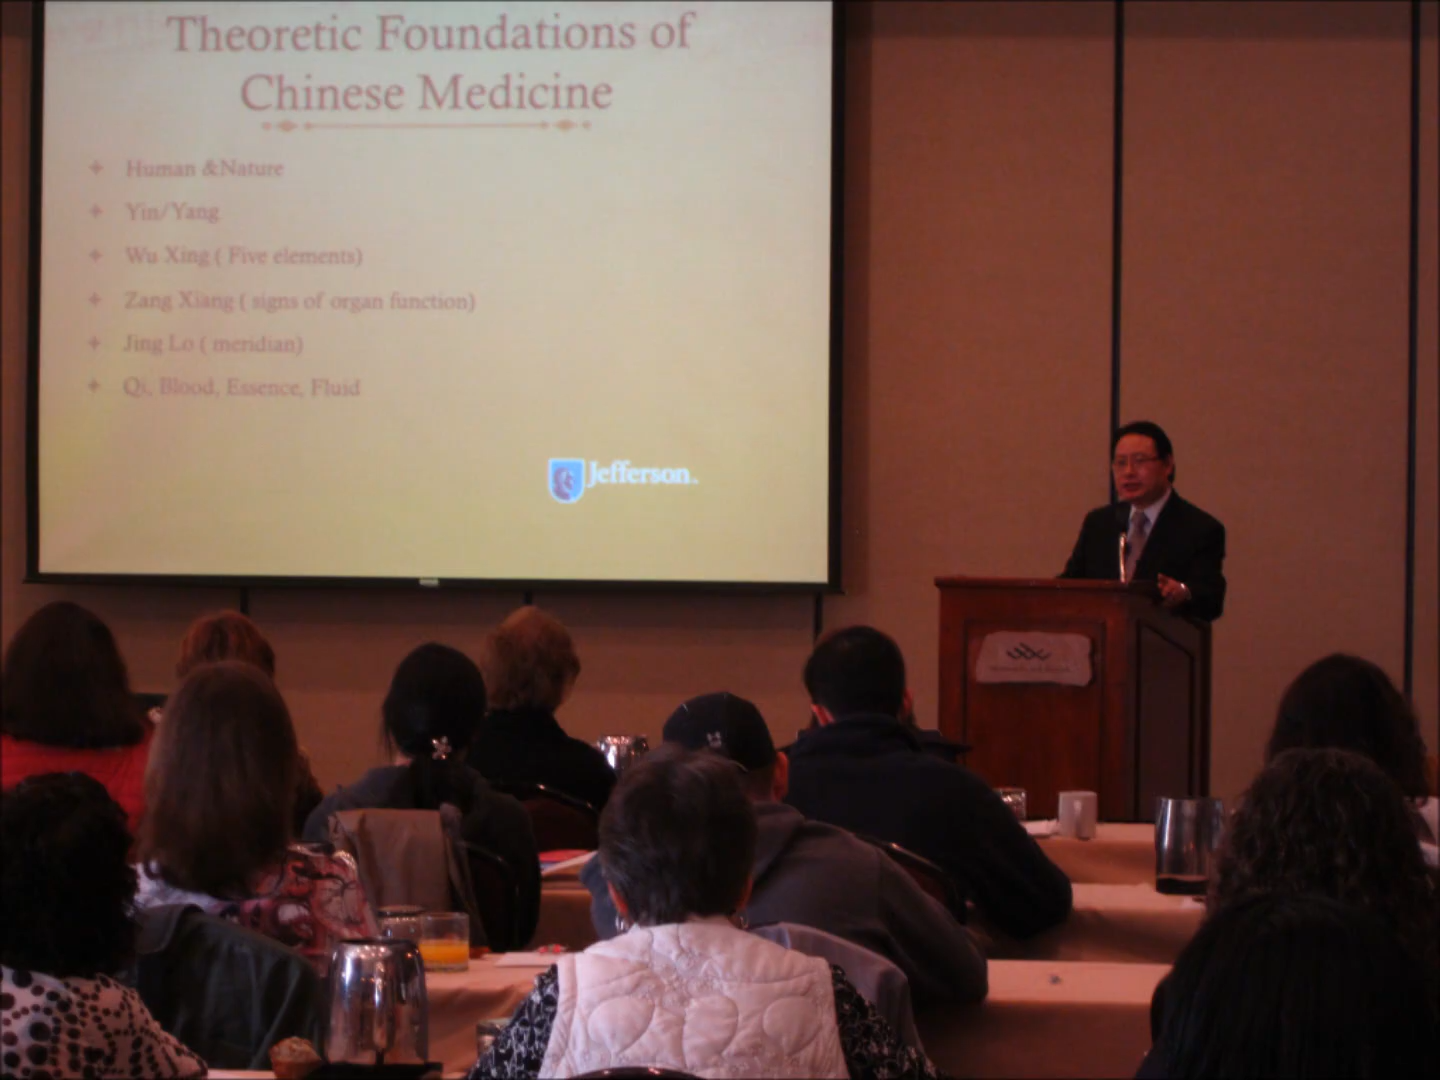 Theoretic Foundations of
Chinese Medicine
Human &Nature
Yin/Yang
Wu Xing ( Five elements)
Zang Xiang ( signs of organ function)
Jing Lo ( meridian)
Qi, Blood, Essence, Fluid
Jefferson.